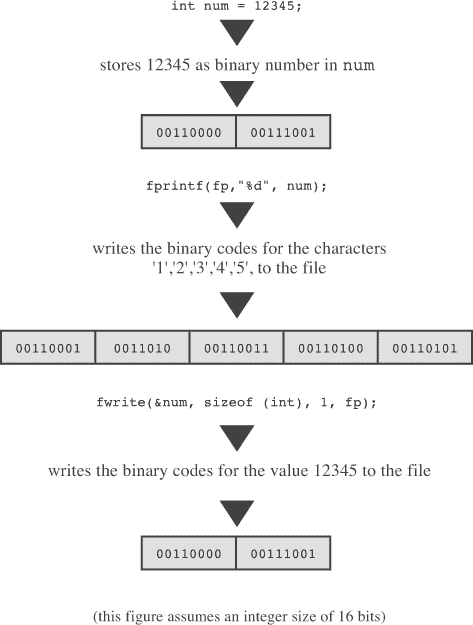 int num = 12345;
stores 12345 as binary number in num
00110000 00111001
fprintf(fp,"%d", num);
writes the binary codes for the characters
'1','2','3','4','5', to the file
00110001 0011010 00110011 00110100 00110101
fwrite(&num, sizeof (int), 1, fp);
writes the binary codes for the value 12345 to the file
00110000 00111001
(this figure assumes an integer size of 16 bits)